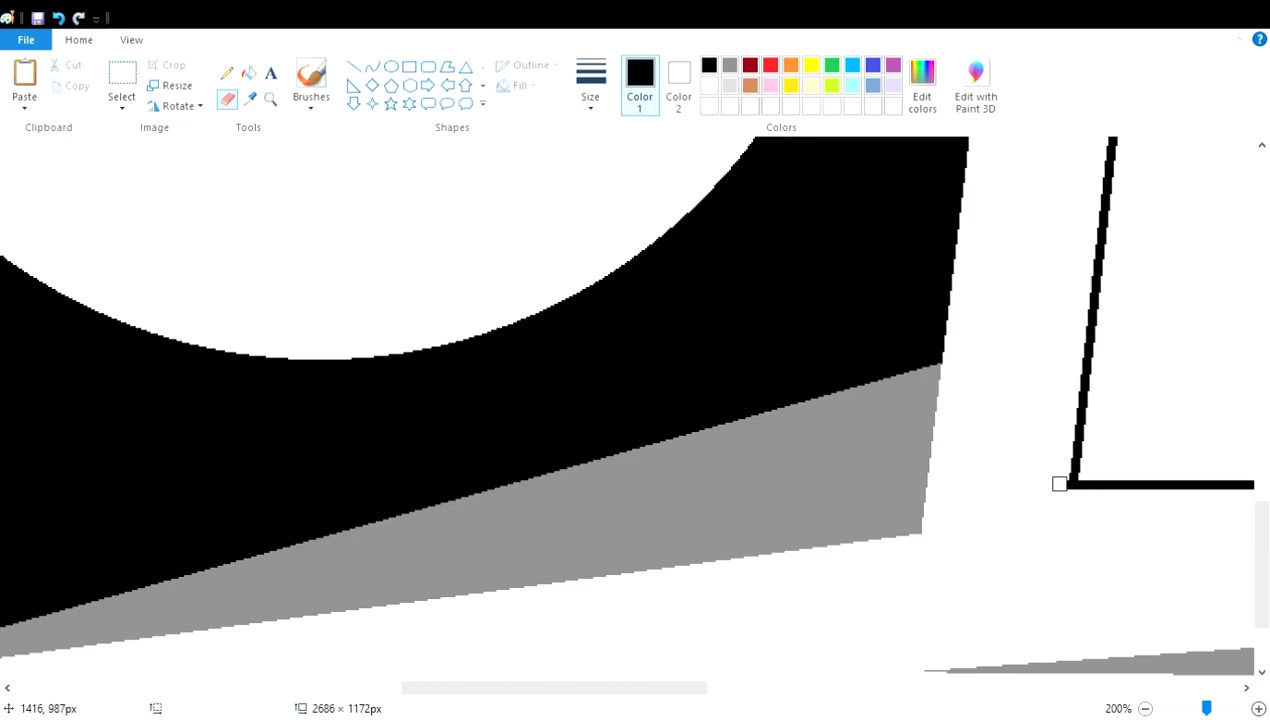 File Home View
Paste Cut Copy Select Crop Resize Rotate Brushes Outline Fill Size Color 1 Color 2 Edit colors Edit with Paint 3D
Clipboard Image Tools Shapes Colors
1416, 987px 2686 × 1172px 200%